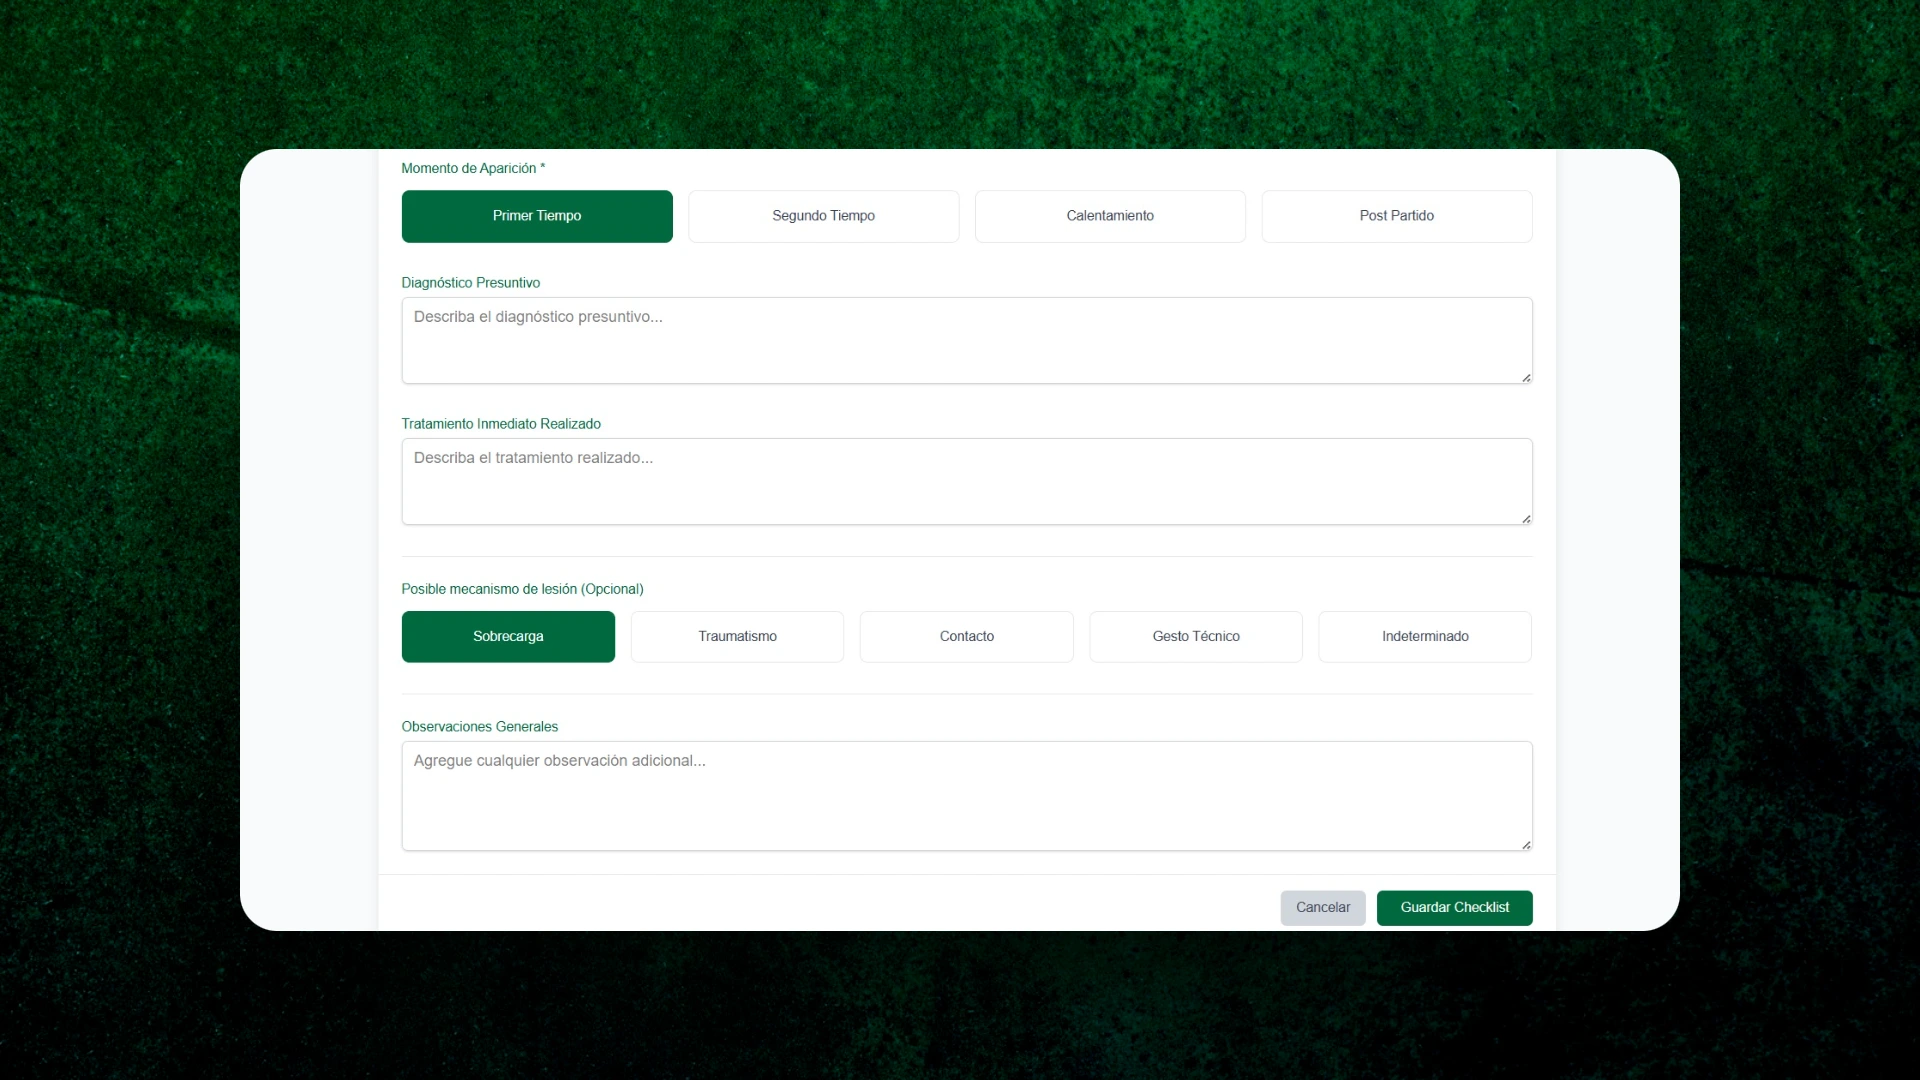 Momento de Aparición *
Primer Tiempo
Segundo Tiempo
Calentamiento
Post Partido
Diagnóstico Presuntivo
Describa el diagnóstico presuntivo...
Tratamiento Inmediato Realizado
Describa el tratamiento realizado...
Posible mecanismo de lesión (Opcional)
Sobrecarga
Traumatismo
Contacto
Gesto Técnico
Indeterminado
Observaciones Generales
Agregue cualquier observación adicional...
Cancelar
Guardar Checklist